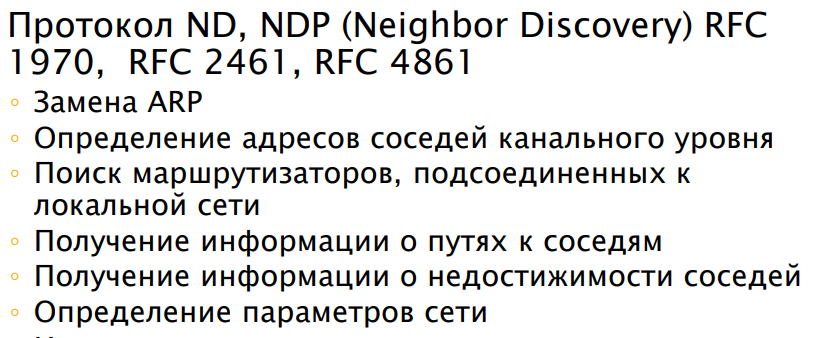 Протокол ND, NDP (Neighbor Discovery) RFC
1970,  RFC 2461, RFC 4861
◦ Замена ARP
◦ Определение адресов соседей канального уровня
◦ Поиск маршрутизаторов, подсоединенных к
локальной сети
◦ Получение информации о путях к соседям
◦ Получение информации о недостижимости соседей
◦ Определение параметров сети